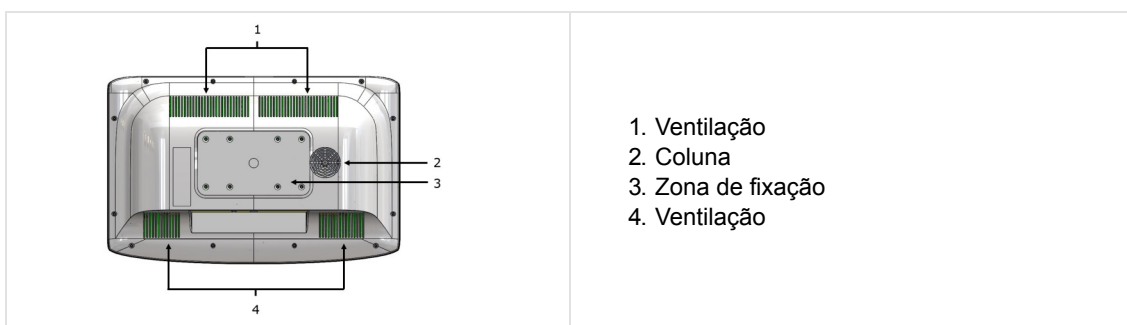 1
2
3
4
1. Ventilação
2. Coluna
3. Zona de fixação
4. Ventilação